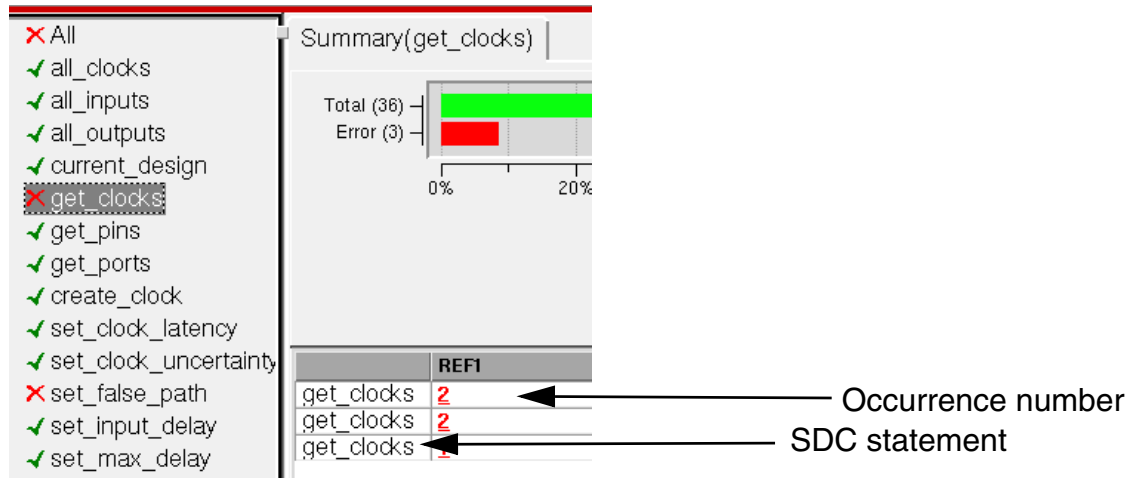 All
all_clocks
all_inputs
all_outputs
current_design
get_clocks
get_pins
get_ports
create_clock
set_clock_latency
set_clock_uncertainty
set_false_path
set_input_delay
set_max_delay
Summary(get_clocks)
Total (36)
Error (3)
0% 20%
REF1
get_clocks 2
get_clocks 2
get_clocks
Occurrence number
SDC statement